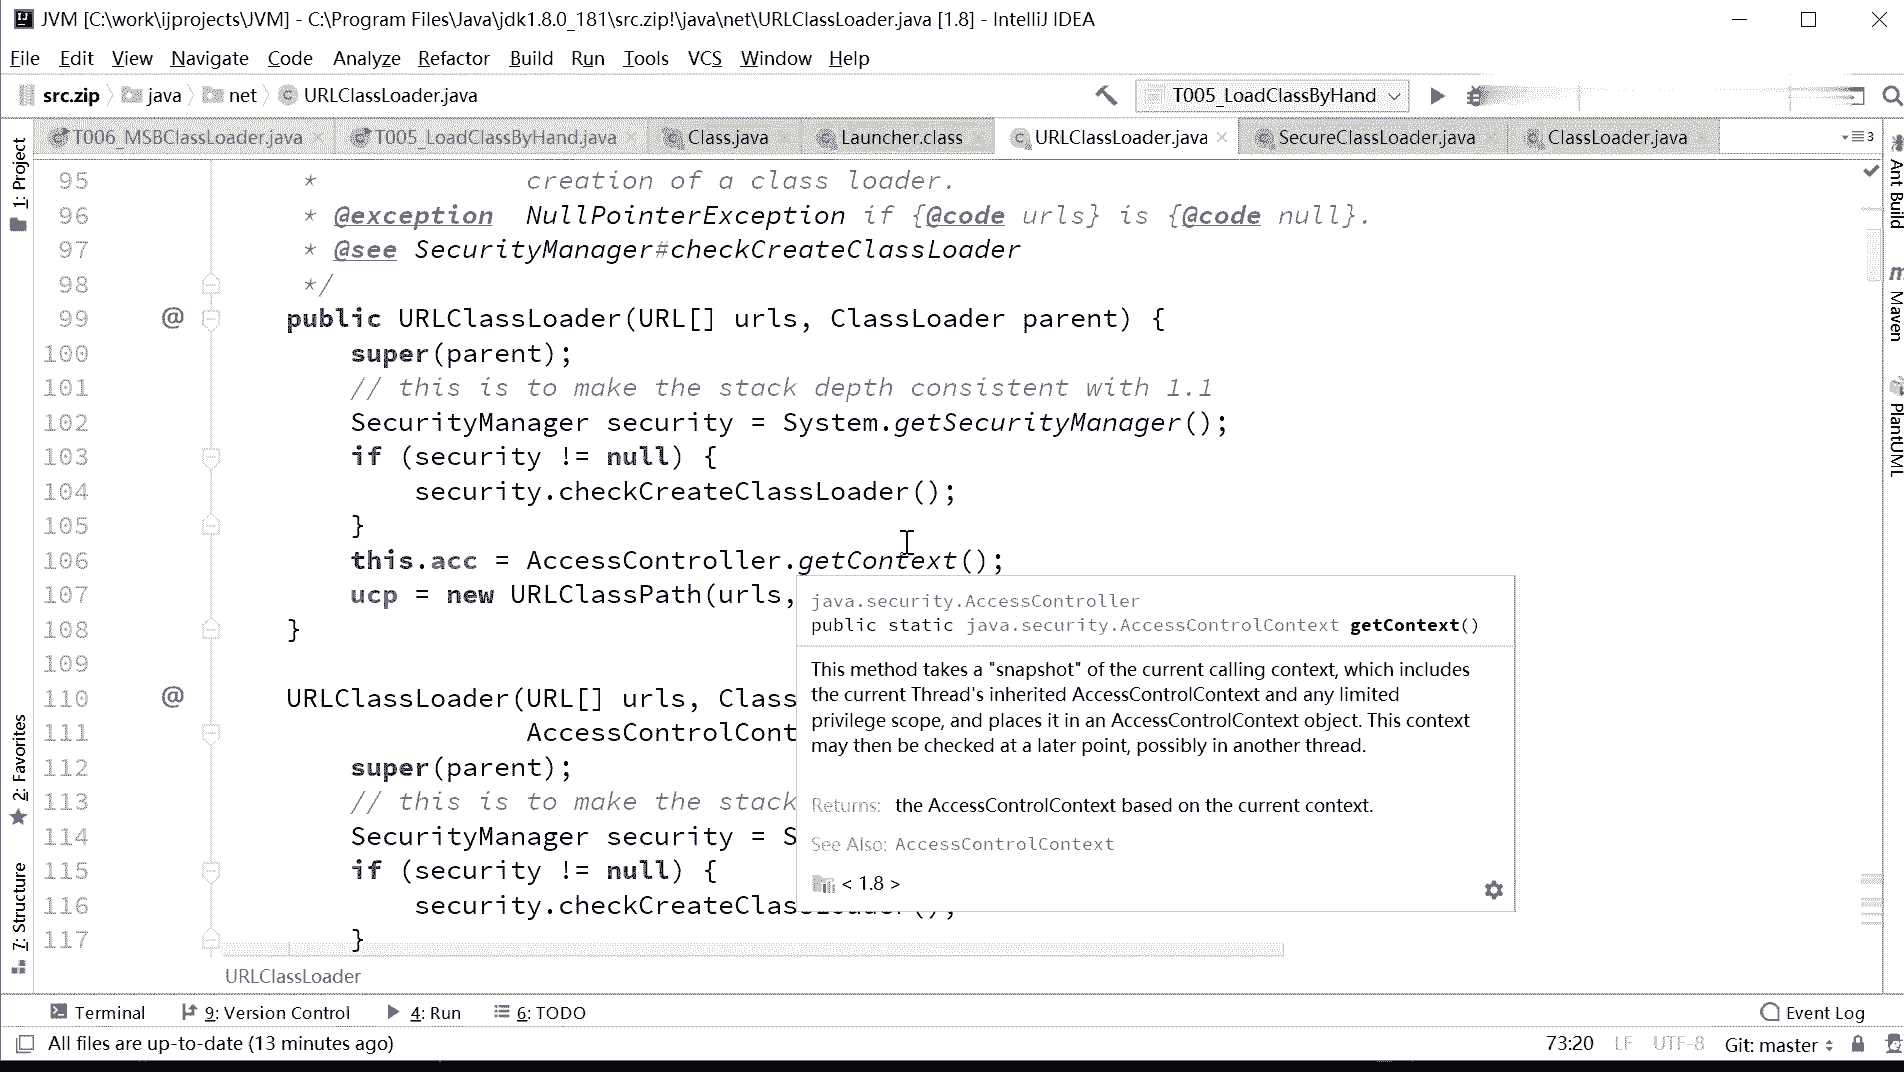 JVM [C:\work\ijprojects\JVM] - C:\Program Files\Java\jdk1.8.0_181\src.zip!\java\net\URLClassLoader.java [1.8] - IntelliJ IDEA
File Edit View Navigate Code Analyze Refactor Build Run Tools VCS Window Help
src.zip java net URLClassLoader.java T005_LoadClassByHand
T006_MSBClassLoader.java T005_LoadClassByHand.java Class.java Launcher.class URLClassLoader.java SecureClassLoader.java ClassLoader.java 3
1: Project
2: Favorites
7: Structure
95 * creation of a class loader.
96 * @exception NullPointerException if {@code urls} is {@code null}.
97 * @see SecurityManager#checkCreateClassLoader
98 */
99 @ public URLClassLoader(URL[] urls, ClassLoader parent) {
100 super(parent);
101 // this is to make the stack depth consistent with 1.1
102 SecurityManager security = System.getSecurityManager();
103 if (security != null) {
104 security.checkCreateClassLoader();
105 }
106 this.acc = AccessController.getContext();
107 ucp = new URLClassPath(urls,
108 }
109
110 @ URLClassLoader(URL[] urls, Class
111 AccessControlCont
112 super(parent);
113 // this is to make the stack
114 SecurityManager security = S
115 if (security != null) {
116 security.checkCreateClas
117 }
java.security.AccessController
public static java.security.AccessControlContext getContext()
This method takes a "snapshot" of the current calling context, which includes
the current Thread's inherited AccessControlContext and any limited
privilege scope, and places it in an AccessControlContext object. This context
may then be checked at a later point, possibly in another thread.
Returns: the AccessControlContext based on the current context.
See Also: AccessControlContext
< 1.8 >
Ant Build
Maven
PlantUML
URLClassLoader
Terminal 9: Version Control 4: Run 6: TODO Event Log
All files are up-to-date (13 minutes ago) 73:20 LF UTF-8 Git: master